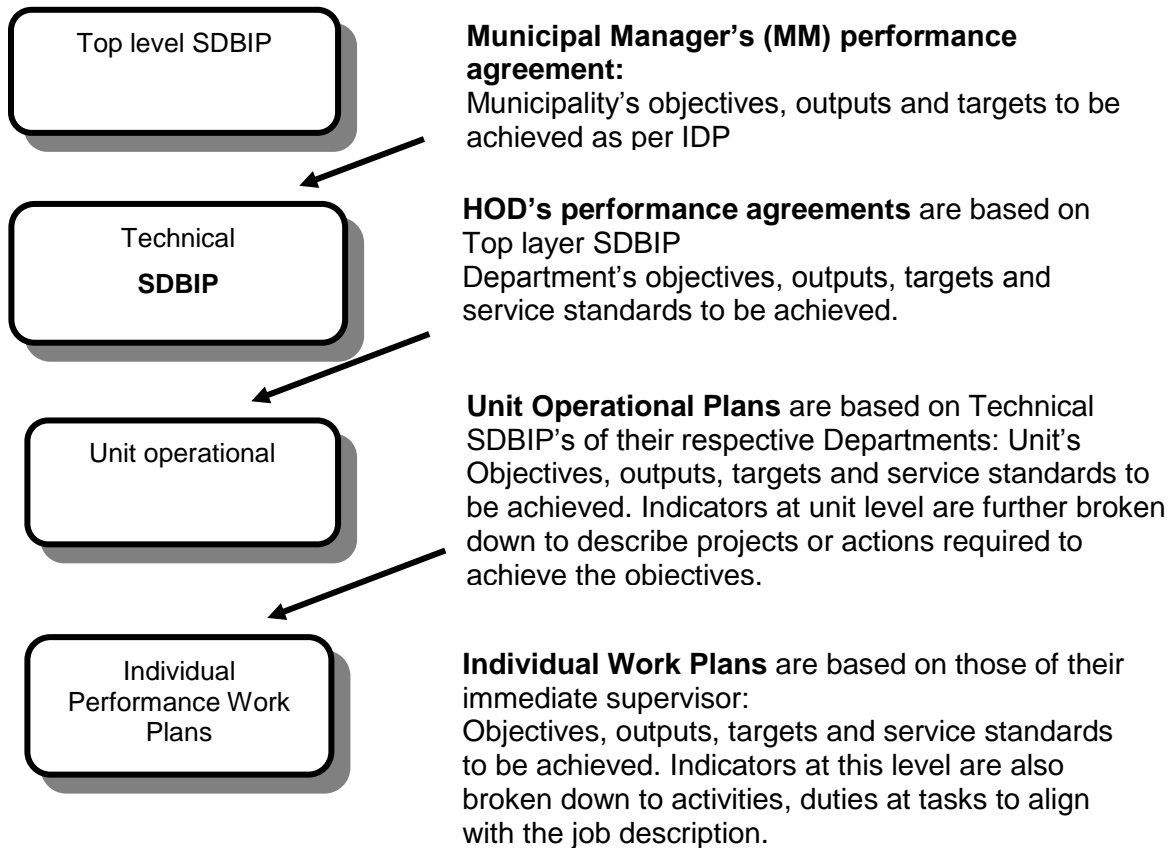 Top level SDBIP
Municipal Manager's (MM) performance
agreement:
Municipality's objectives, outputs and targets to be
achieved as per IDP
Technical
SDBIP
HOD's performance agreements are based on
Top layer SDBIP
Department's objectives, outputs, targets and
service standards to be achieved.
Unit operational
Unit Operational Plans are based on Technical
SDBIP's of their respective Departments: Unit's
Objectives, outputs, targets and service standards to
be achieved. Indicators at unit level are further broken
down to describe projects or actions required to
achieve the objectives.
Individual
Performance Work
Plans
Individual Work Plans are based on those of their
immediate supervisor:
Objectives, outputs, targets and service standards
to be achieved. Indicators at this level are also
broken down to activities, duties at tasks to align
with the job description.